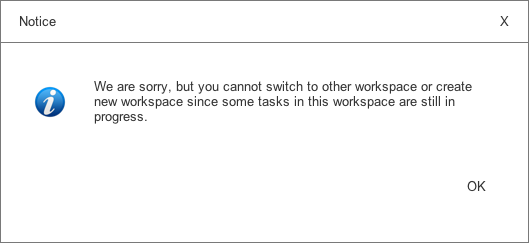 Notice X
We are sorry, but you cannot switch to other workspace or create
new workspace since some tasks in this workspace are still in
progress.
OK